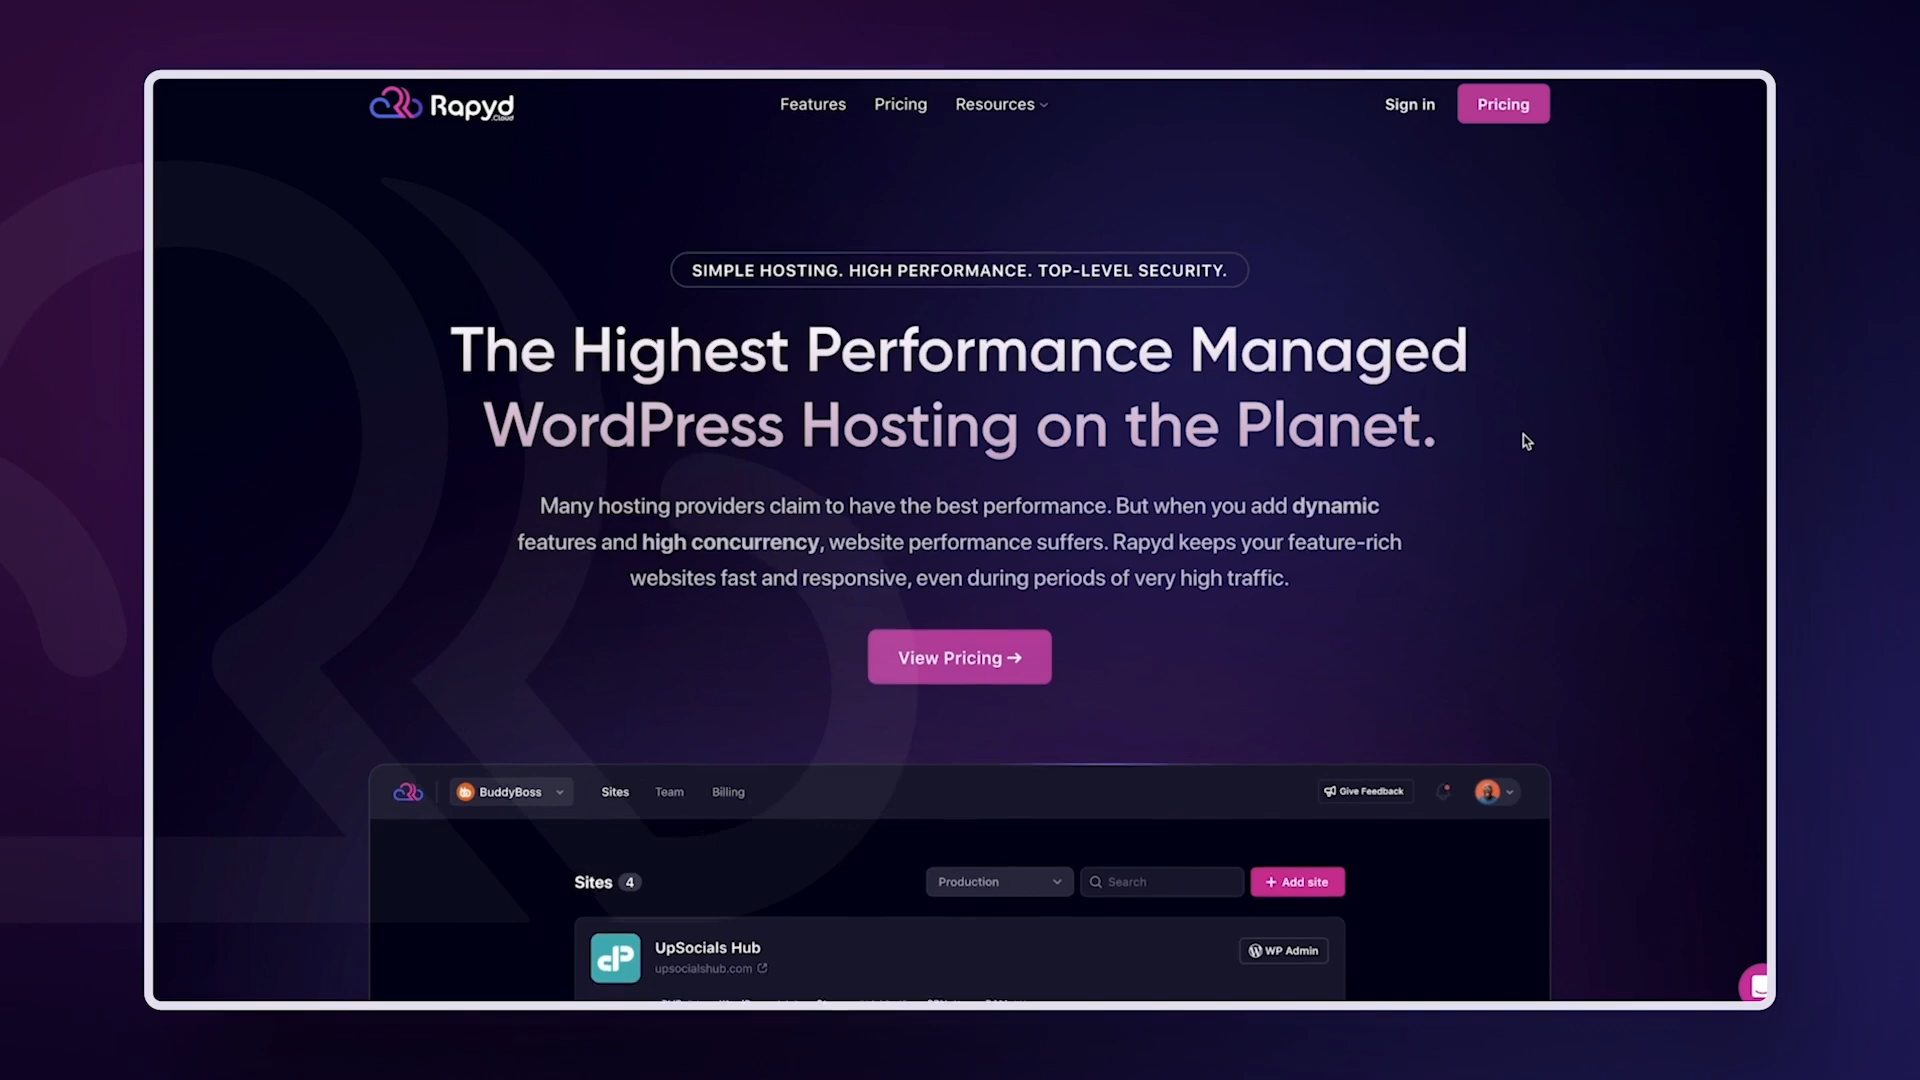 Rapyd
.Cloud
Features Pricing Resources
Sign in Pricing
SIMPLE HOSTING. HIGH PERFORMANCE. TOP-LEVEL SECURITY.
The Highest Performance Managed
WordPress Hosting on the Planet.
Many hosting providers claim to have the best performance. But when you add dynamic
features and high concurrency, website performance suffers. Rapyd keeps your feature-rich
websites fast and responsive, even during periods of very high traffic.
View Pricing →
BuddyBoss Sites Team Billing Give Feedback
Sites 4 Production Search + Add site
UpSocials Hub
WP Admin
upsocialshub.com